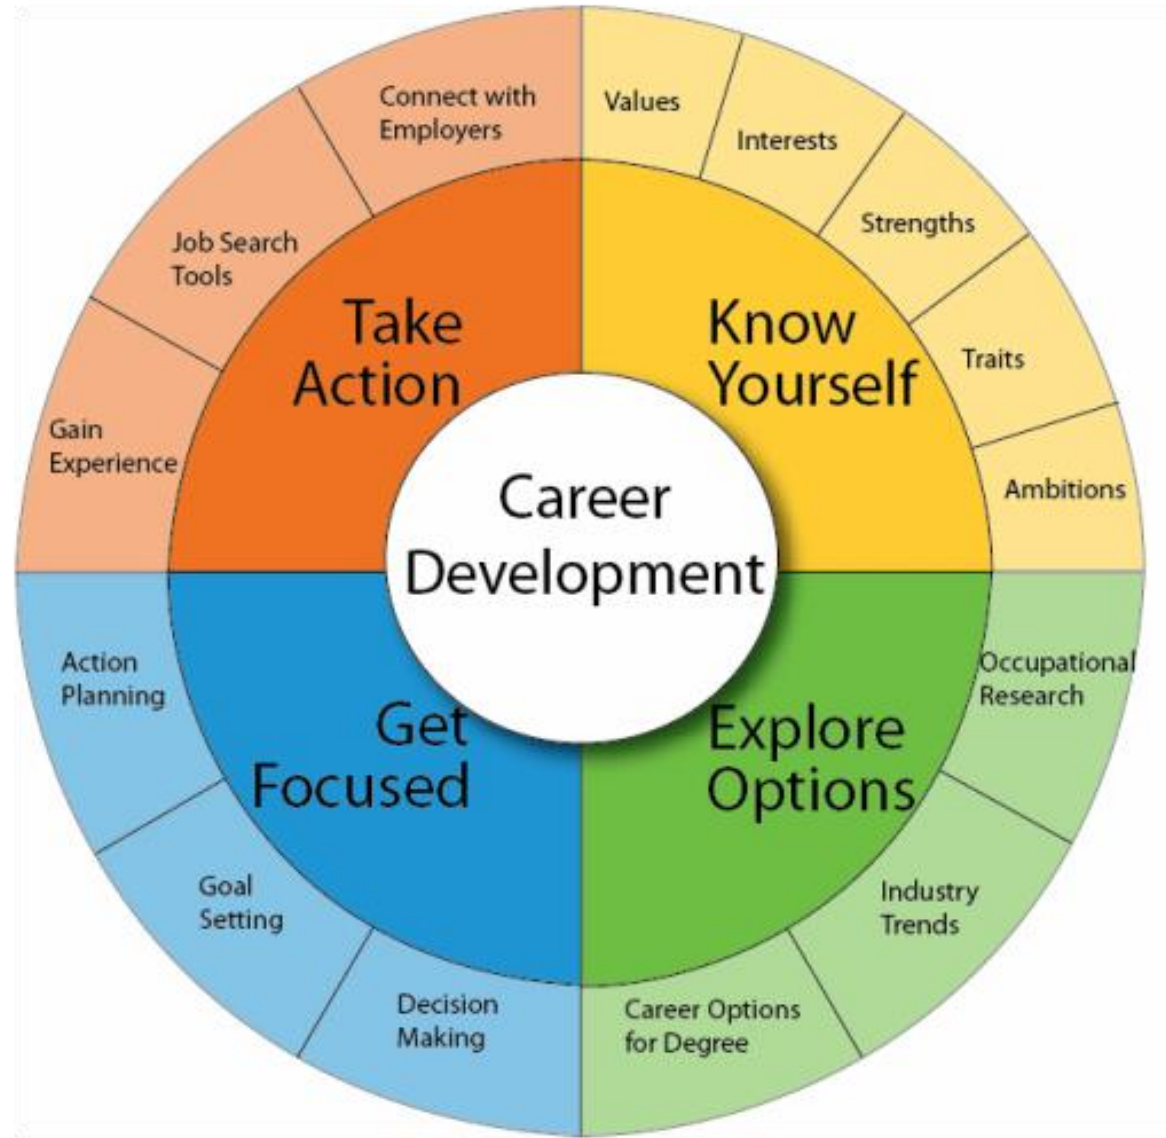 Career
Development
Know
Yourself
Values
Interests
Strengths
Traits
Ambitions
Explore
Options
Occupational
Research
Industry
Trends
Career Options
for Degree
Get
Focused
Decision
Making
Goal
Setting
Action
Planning
Take
Action
Gain
Experience
Job Search
Tools
Connect with
Employers